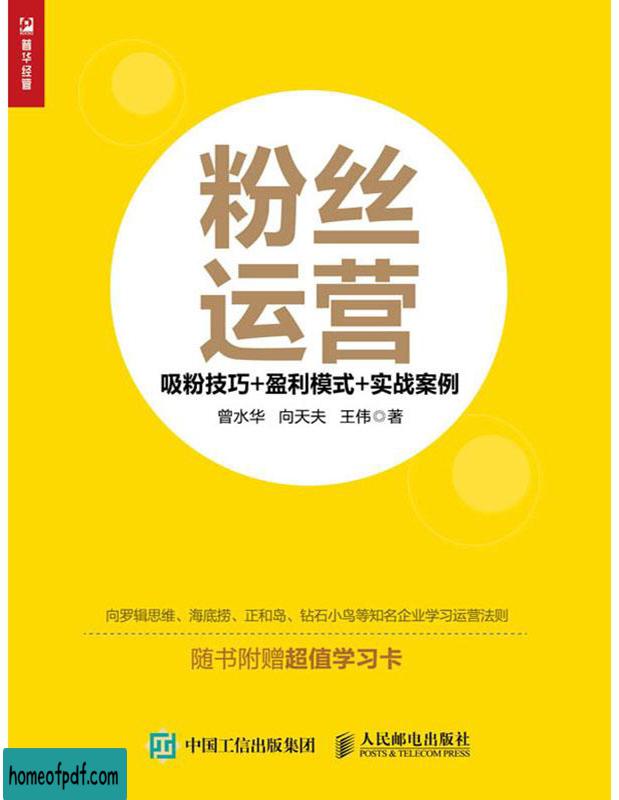 普华经管
粉丝
运营
吸粉技巧+盈利模式+实战案例
曾水华 向天夫 王伟◎著
向罗辑思维、海底捞、正和岛、钻石小鸟等知名企业学习运营法则
随书附赠超值学习卡
中国工信出版集团
人民邮电出版社
POSTS & TELECOM PRESS
homeofpdf.com